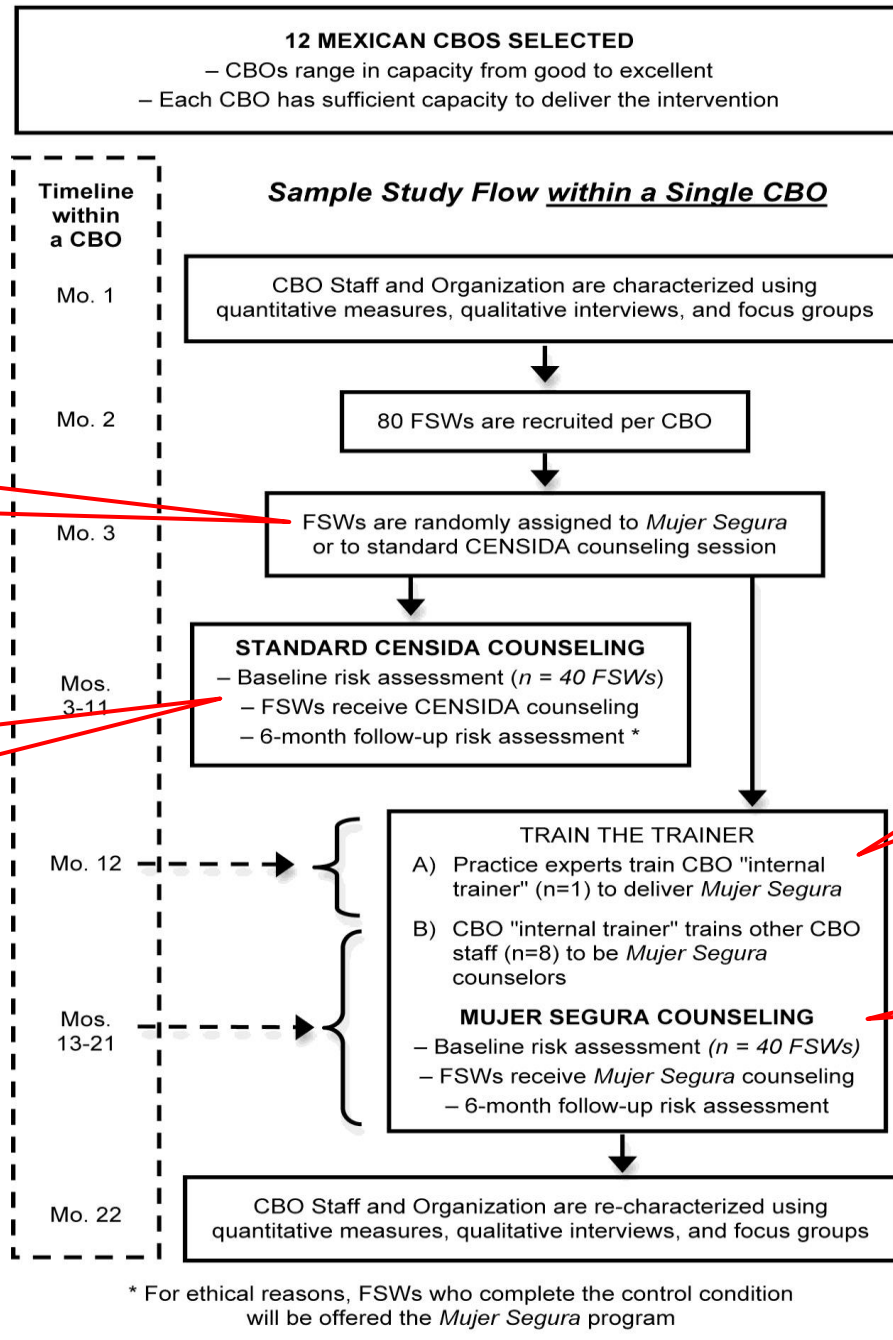 12 MEXICAN CBOS SELECTED
– CBOs range in capacity from good to excellent
– Each CBO has sufficient capacity to deliver the intervention
Timeline
within
a CBO
Sample Study Flow within a Single CBO
Mo. 1
CBO Staff and Organization are characterized using
quantitative measures, qualitative interviews, and focus groups
Mo. 2
80 FSWs are recruited per CBO
Mo. 3
FSWs are randomly assigned to Mujer Segura
or to standard CENSIDA counseling session
Mos.
3-11
STANDARD CENSIDA COUNSELING
– Baseline risk assessment (n = 40 FSWs)
– FSWs receive CENSIDA counseling
– 6-month follow-up risk assessment *
Mo. 12
TRAIN THE TRAINER
A) Practice experts train CBO "internal
trainer" (n=1) to deliver Mujer Segura
B) CBO "internal trainer" trains other CBO
staff (n=8) to be Mujer Segura
counselors
Mos.
13-21
MUJER SEGURA COUNSELING
– Baseline risk assessment (n = 40 FSWs)
– FSWs receive Mujer Segura counseling
– 6-month follow-up risk assessment
Mo. 22
CBO Staff and Organization are re-characterized using
quantitative measures, qualitative interviews, and focus groups
* For ethical reasons, FSWs who complete the control condition
will be offered the Mujer Segura program